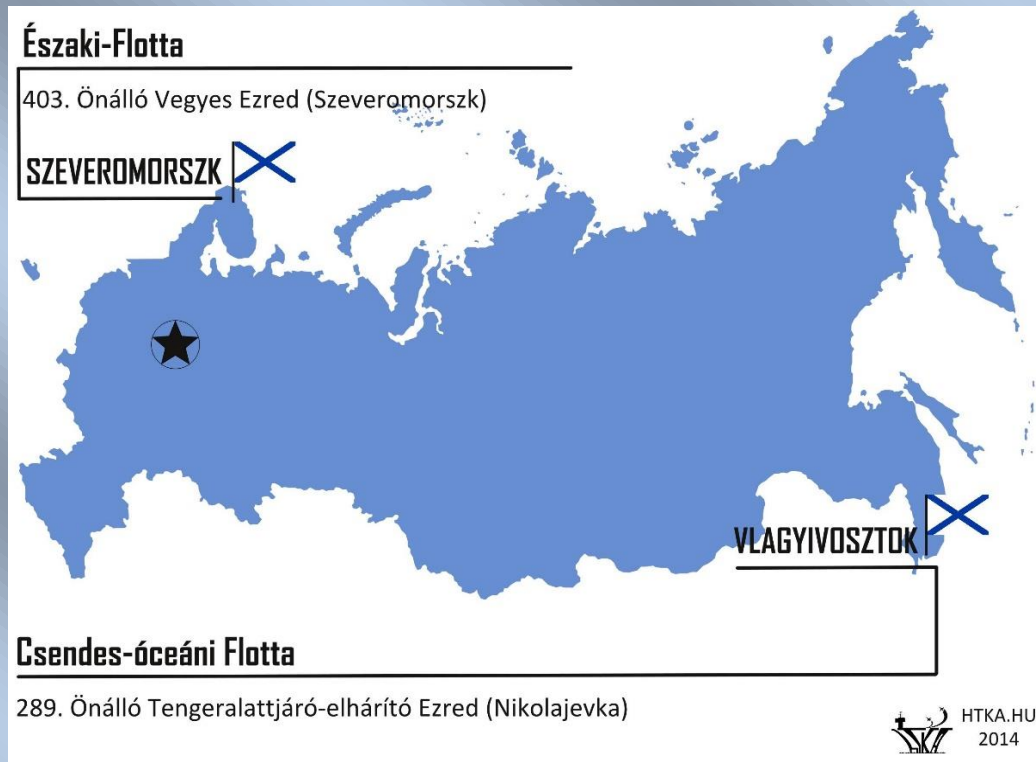 Északi-Flotta
403. Önálló Vegyes Ezred (Szeveromorszk)
SZEVEROMORSZK
VLAGYIVOSZTOK
Csendes-óceáni Flotta
289. Önálló Tengeralattjáró-elhárító Ezred (Nikolajevka)
HTKA.HU
2014